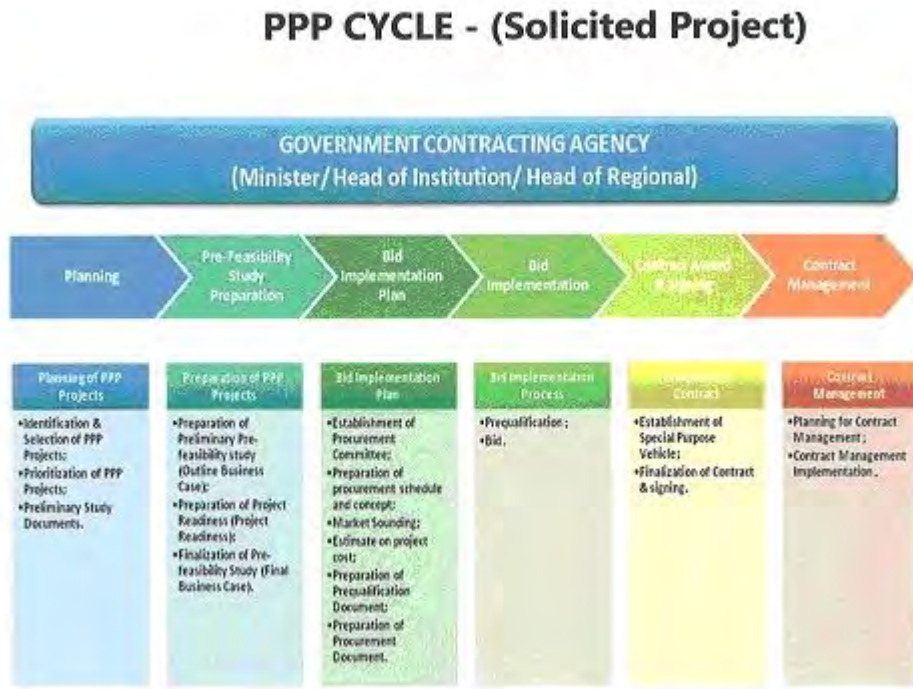 PPP CYCLE - (Solicited Project)
GOVERNMENT CONTRACTING AGENCY
(Minister/ Head of Institution/ Head of Regional)
Planning
Pre-Feasibility
Study
Preparation
Bid
Implementation
Plan
Bid
Implementation
Contract Award
Contract
Management
Planning of PPP
Projects
•Identification &
Selection of PPP
Projects;
•Prioritization of PPP
Projects;
•Preliminary Study
Documents.
Preparation of PPP
Projects
•Preparation of
Preliminary Pre-
feasibility study
(Outline Business
Case);
•Preparation of Project
Readiness (Project
Readiness);
•Finalization of Pre-
feasibility Study (Final
Business Case).
Bid Implementation
Plan
•Establishment of
Procurement
Committee;
•Preparation of
procurement schedule
and concept;
•Market Sounding;
•Estimate on project
cost;
•Preparation of
Prequalification
Document;
•Preparation of
Procurement
Document.
Bid Implementation
Process
•Prequalification ;
•Bid.
Contract
•Establishment of
Special Purpose
Vehicle;
•Finalization of Contract
& signing.
Contract
Management
•Planning for Contract
Management ;
•Contract Management
Implementation .